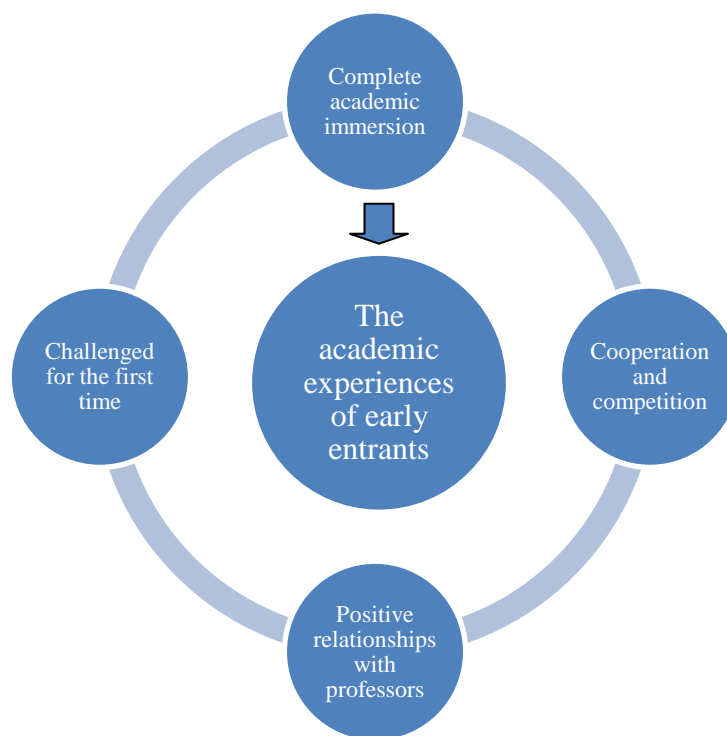 Complete
academic
immersion
The
academic
experiences
of early
entrants
Challenged
for the first
time
Cooperation
and
competition
Positive
relationships
with
professors